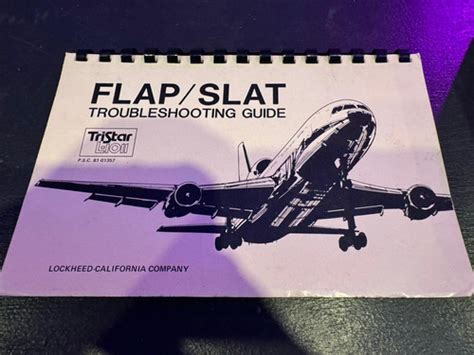 FLAP/SLAT
TROUBLESHOOTING GUIDE
TriStar
L-1011
P.S.C. 81 01357
LOCKHEED-CALIFORNIA COMPANY